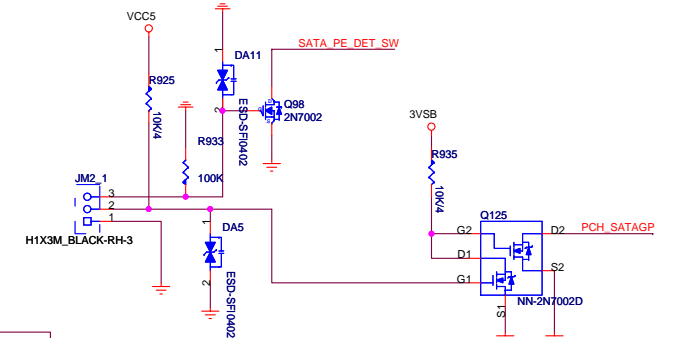 VCC5
1
DA11
SATA_PE_DET_SW
R925
10K/4
2
Q98
2N7002
ESD-SFI0402
3VSB
R933
100K
R935
10K/4
JM2_1
3
2
1
H1X3M_BLACK-RH-3
1
DA5
2
ESD-SFI0402
Q125
G2
D2
PCH_SATAGP
D1
S2
G1
S1
NN-2N7002D